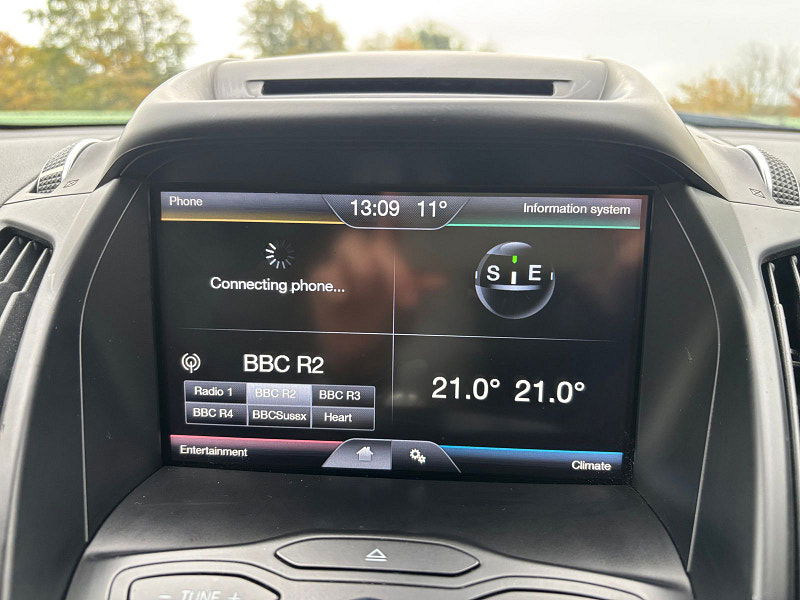 Phone 13:09 11° Information system
Connecting phone...
S E
BBC R2
Radio 1 BBC R2 BBC R3
BBC R4 BBCSussx Heart
21.0° 21.0°
Entertainment Climate
− TUNE +